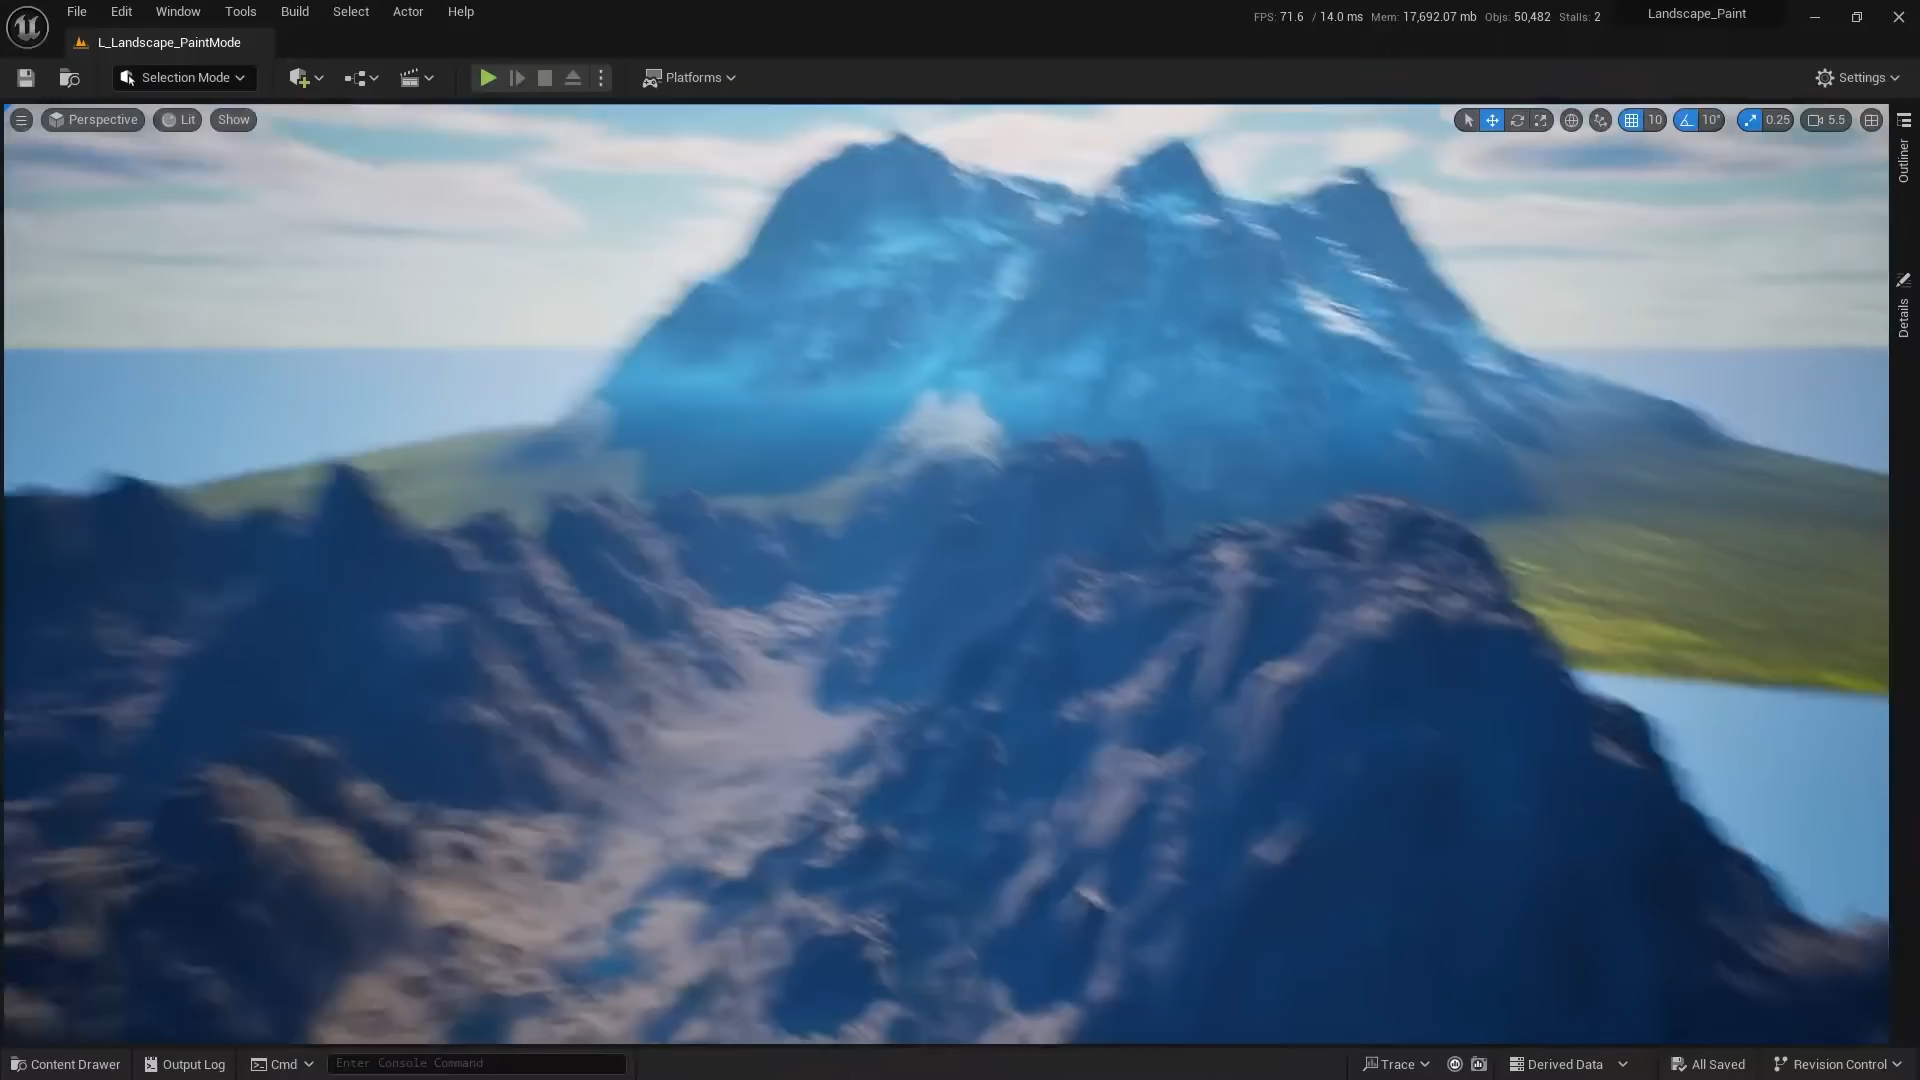 File Edit Window Tools Build Select Actor Help
FPS: 71.6 / 14.0 ms Mem: 17,692.07 mb Objs: 50,482 Stalls: 2
Landscape_Paint
L_Landscape_PaintMode
Selection Mode
Platforms
Settings
Perspective Lit Show
10 10° 0.25 5.5
Outliner
Details
Content Drawer Output Log Cmd Enter Console Command
Trace Derived Data All Saved Revision Control